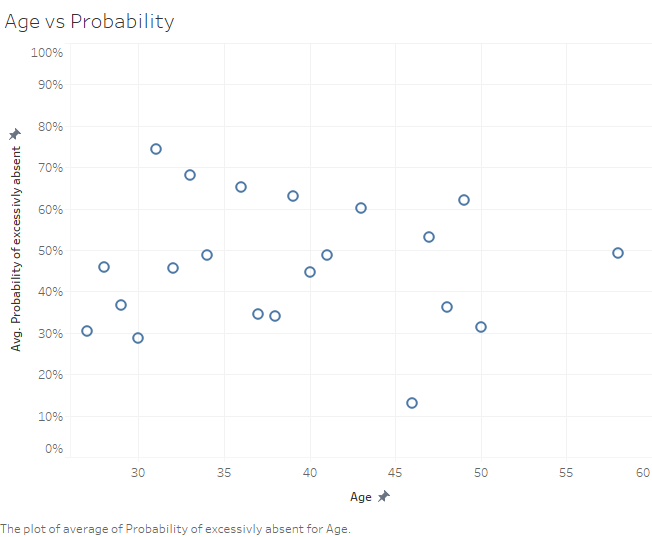 Age vs Probability
100%
90%
80%
70%
60%
50%
40%
30%
20%
10%
0%
Avg. Probability of excessivly absent
30 35 40 45 50 55 60
Age
The plot of average of Probability of excessivly absent for Age.